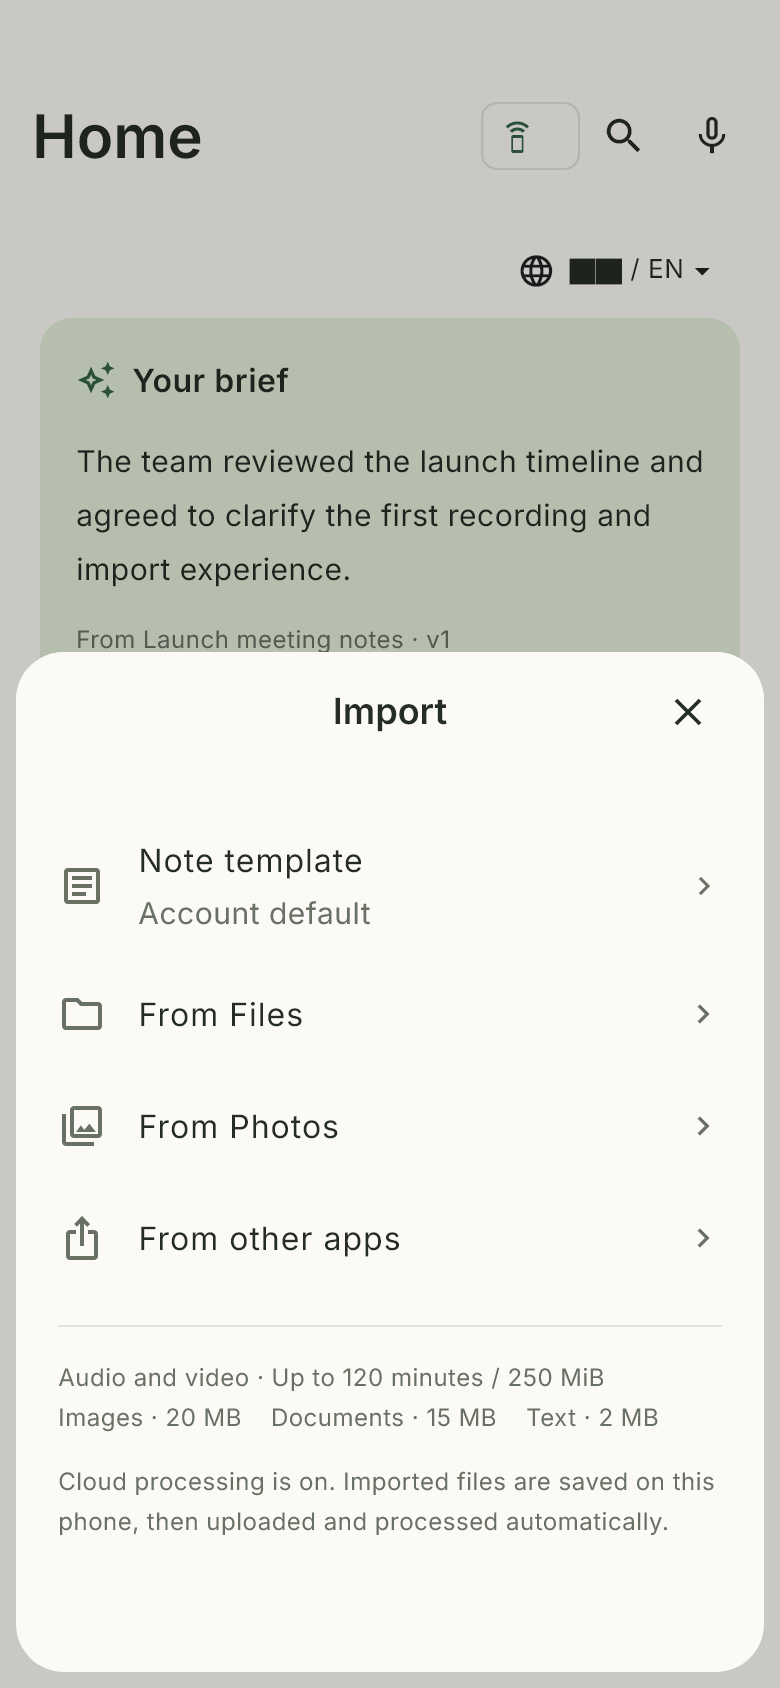 Home
/ EN
Your brief
The team reviewed the launch timeline and
agreed to clarify the first recording and
import experience.
From Launch meeting notes · v1
Import
Note template
Account default
From Files
From Photos
From other apps
Audio and video · Up to 120 minutes / 250 MiB
Images · 20 MB Documents · 15 MB Text · 2 MB
Cloud processing is on. Imported files are saved on this
phone, then uploaded and processed automatically.